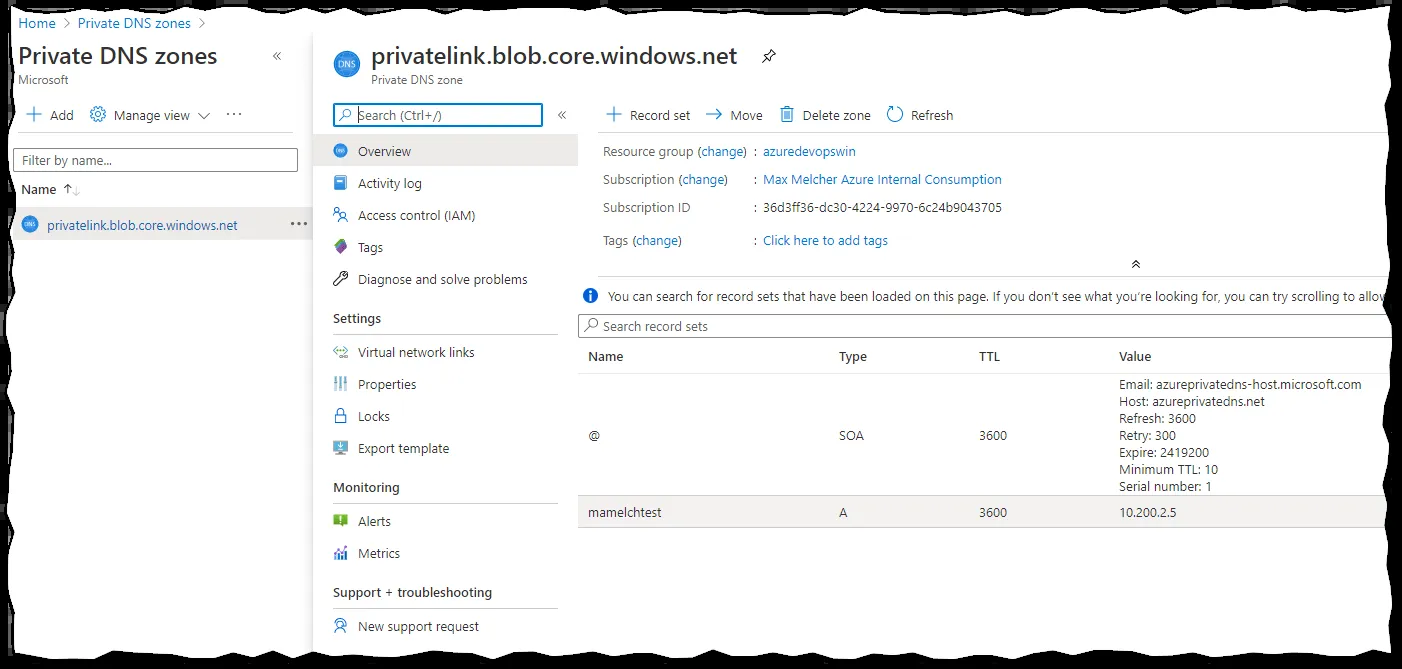 Home > Private DNS zones >
Private DNS zones
«
Microsoft
Add
Manage view
...
Filter by name...
Name ↑↓
DNS privatelink.blob.core.windows.net ...
DNS privatelink.blob.core.windows.net
Private DNS zone
Search (Ctrl+/)
«
Overview
Activity log
Access control (IAM)
Tags
Diagnose and solve problems
Settings
Virtual network links
Properties
Locks
Export template
Monitoring
Alerts
Metrics
Support + troubleshooting
New support request
Record set
Move
Delete zone
Refresh
Resource group (change) : azuredevopswin
Subscription (change) : Max Melcher Azure Internal Consumption
Subscription ID : 36d3ff36-dc30-4224-9970-6c24b9043705
Tags (change) : Click here to add tags
You can search for record sets that have been loaded on this page. If you don't see what you're looking for, you can try scrolling to allow
Search record sets
Name Type TTL Value
@ SOA 3600
Email: azureprivatedns-host.microsoft.com
Host: azureprivatedns.net
Refresh: 3600
Retry: 300
Expire: 2419200
Minimum TTL: 10
Serial number: 1
mamelchtest A 3600 10.200.2.5